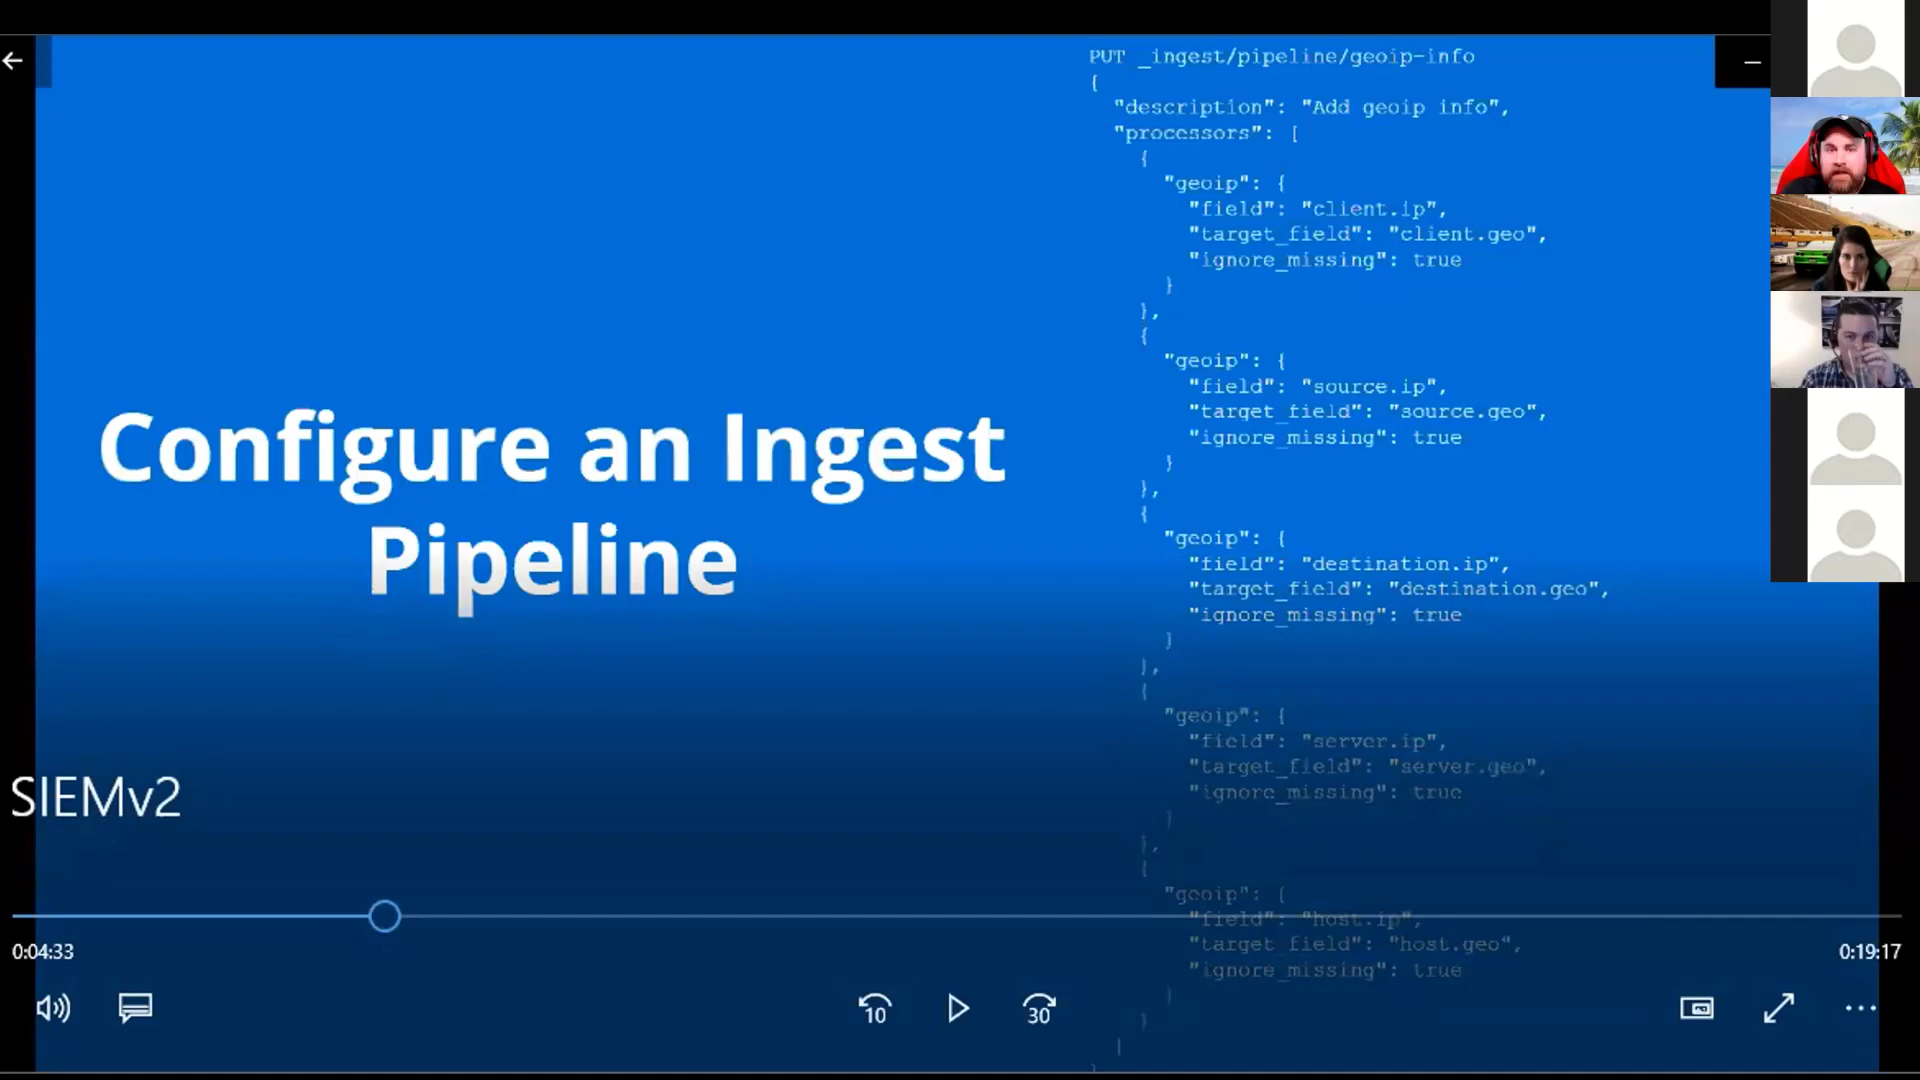 PUT _ingest/pipeline/geoip-info
{
"description": "Add geoip info",
"processors": [
{
"geoip": {
"field": "client.ip",
"target_field": "client.geo",
"ignore_missing": true
}
},
{
"geoip": {
"field": "source.ip",
"target_field": "source.geo",
"ignore_missing": true
}
},
{
"geoip": {
"field": "destination.ip",
"target_field": "destination.geo",
"ignore_missing": true
}
},
{
"geoip": {
"field": "server.ip",
"target_field": "server.geo",
"ignore_missing": true
}
},
{
"geoip": {
"field": "host.ip",
"target_field": "host.geo",
"ignore_missing": true
}
}
]
}
Configure an Ingest
Pipeline
SIEMv2
0:04:33
0:19:17
10
30